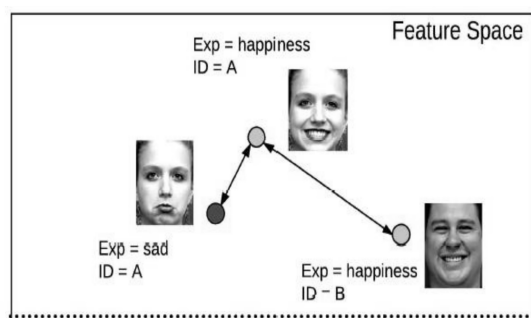 Feature Space
Exp = happiness
ID = A
Exp = sad
ID = A
Exp = happiness
ID − B